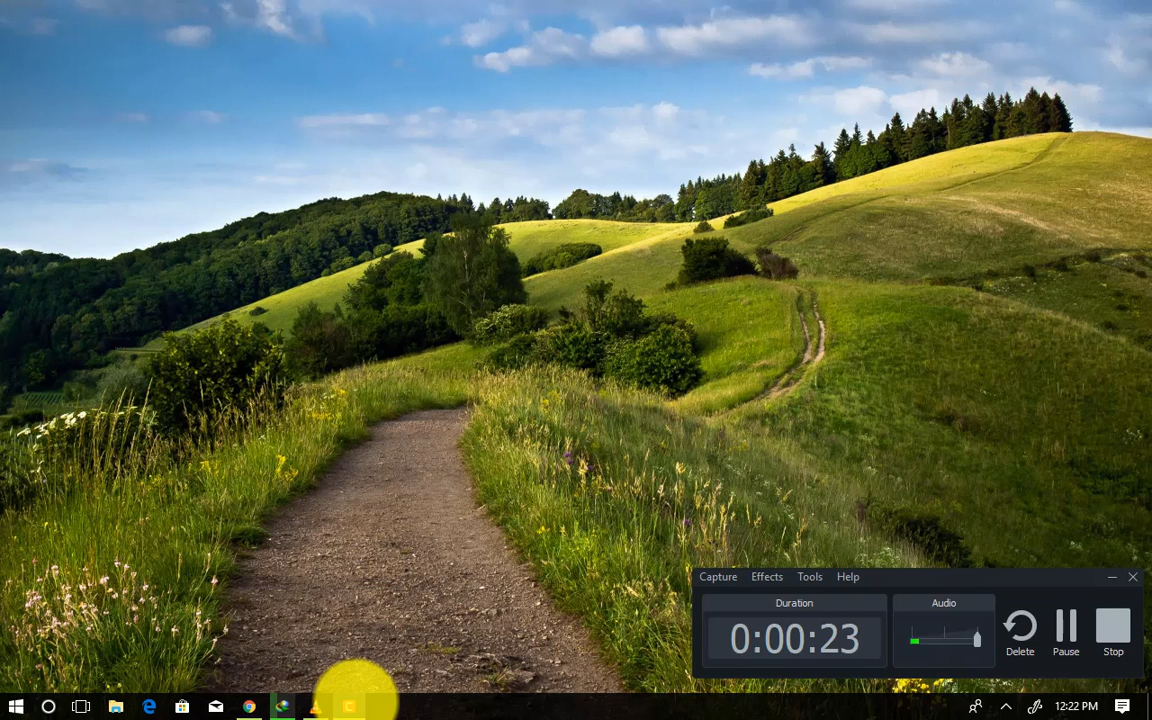 Capture Effects Tools Help
Duration
Audio
0:00:23
Delete
Pause
Stop
12:22 PM